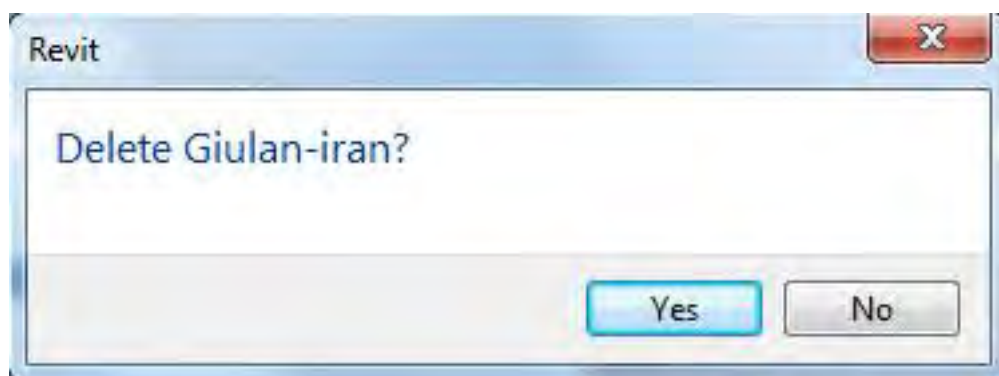 Revit
Delete Giulan-iran?
Yes
No